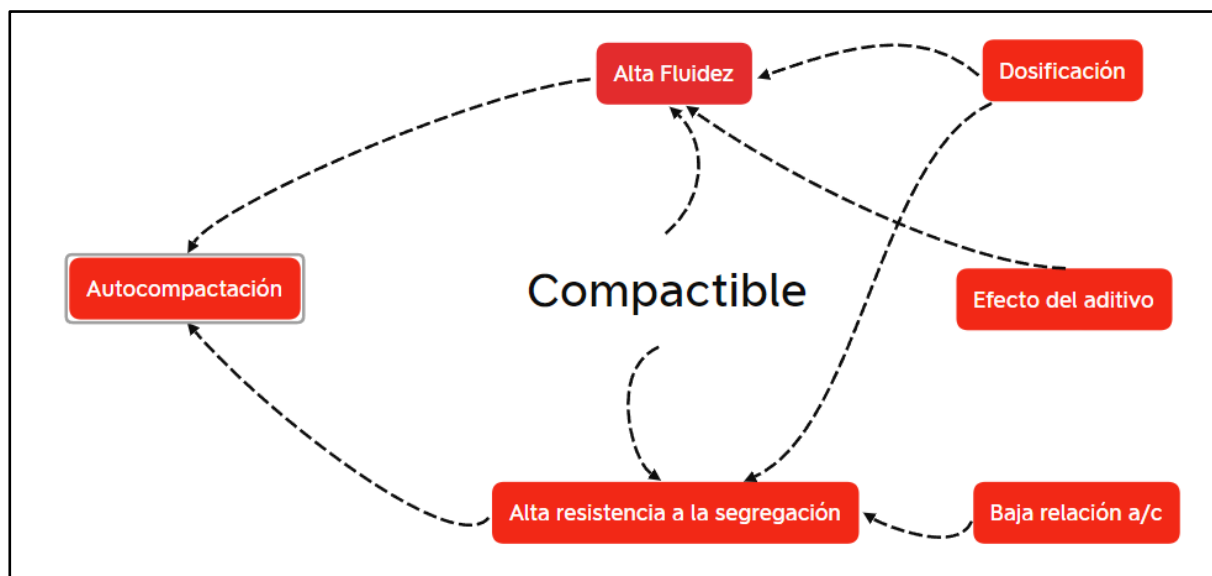 Alta Fluidez
Dosificación
Autocompactación
Compactible
Efecto del aditivo
Alta resistencia a la segregación
Baja relación a/c